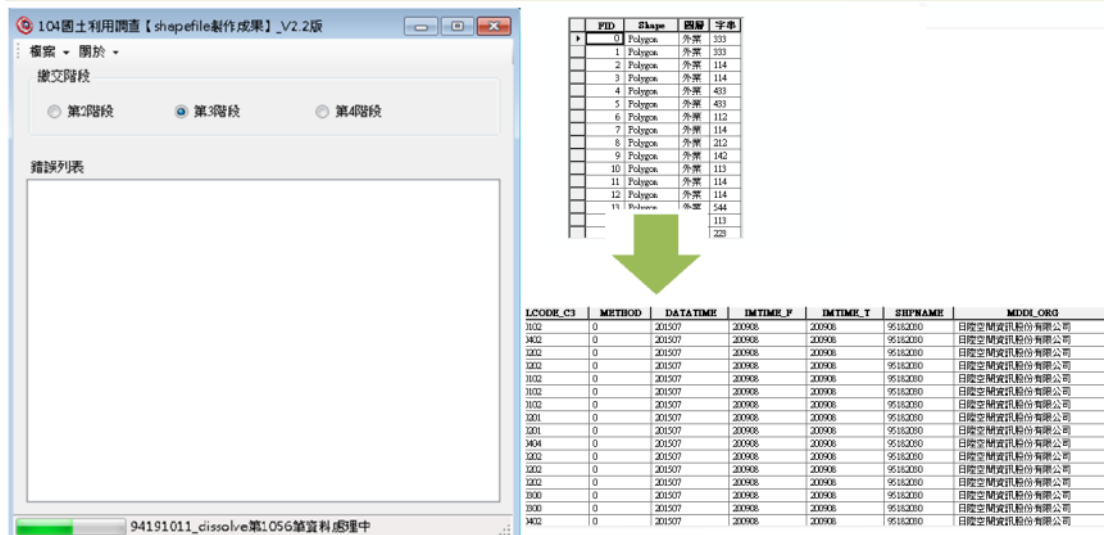 104國土利用調查【shapefile製作成果】_V2.2版
檔案 關於
繳交階段
第2階段 第3階段 第4階段
錯誤列表
94191011_dissolve第1056筆資料處理中
FID Shape 圖層 字串
0 Polygon 外業 333
1 Polygon 外業 333
2 Polygon 外業 114
3 Polygon 外業 114
4 Polygon 外業 433
5 Polygon 外業 433
6 Polygon 外業 112
7 Polygon 外業 114
8 Polygon 外業 212
9 Polygon 外業 142
10 Polygon 外業 113
11 Polygon 外業 114
12 Polygon 外業 114
13 Polygon 外業 544
113
223
LCODE_C3 METHOD DATATIME IMTIME_F IMTIME_T SHPNAME MDDI_ORG
0102 0 201507 200908 200908 95182030 日陞空間資訊股份有限公司
0402 0 201507 200908 200908 95182030 日陞空間資訊股份有限公司
0202 0 201507 200908 200908 95182030 日陞空間資訊股份有限公司
0202 0 201507 200908 200908 95182030 日陞空間資訊股份有限公司
0102 0 201507 200908 200908 95182030 日陞空間資訊股份有限公司
0102 0 201507 200908 200908 95182030 日陞空間資訊股份有限公司
0102 0 201507 200908 200908 95182030 日陞空間資訊股份有限公司
0201 0 201507 200908 200908 95182030 日陞空間資訊股份有限公司
0201 0 201507 200908 200908 95182030 日陞空間資訊股份有限公司
0404 0 201507 200908 200908 95182030 日陞空間資訊股份有限公司
0202 0 201507 200908 200908 95182030 日陞空間資訊股份有限公司
0202 0 201507 200908 200908 95182030 日陞空間資訊股份有限公司
0202 0 201507 200908 200908 95182030 日陞空間資訊股份有限公司
0300 0 201507 200908 200908 95182030 日陞空間資訊股份有限公司
0300 0 201507 200908 200908 95182030 日陞空間資訊股份有限公司
0402 0 201507 200908 200908 95182030 日陞空間資訊股份有限公司